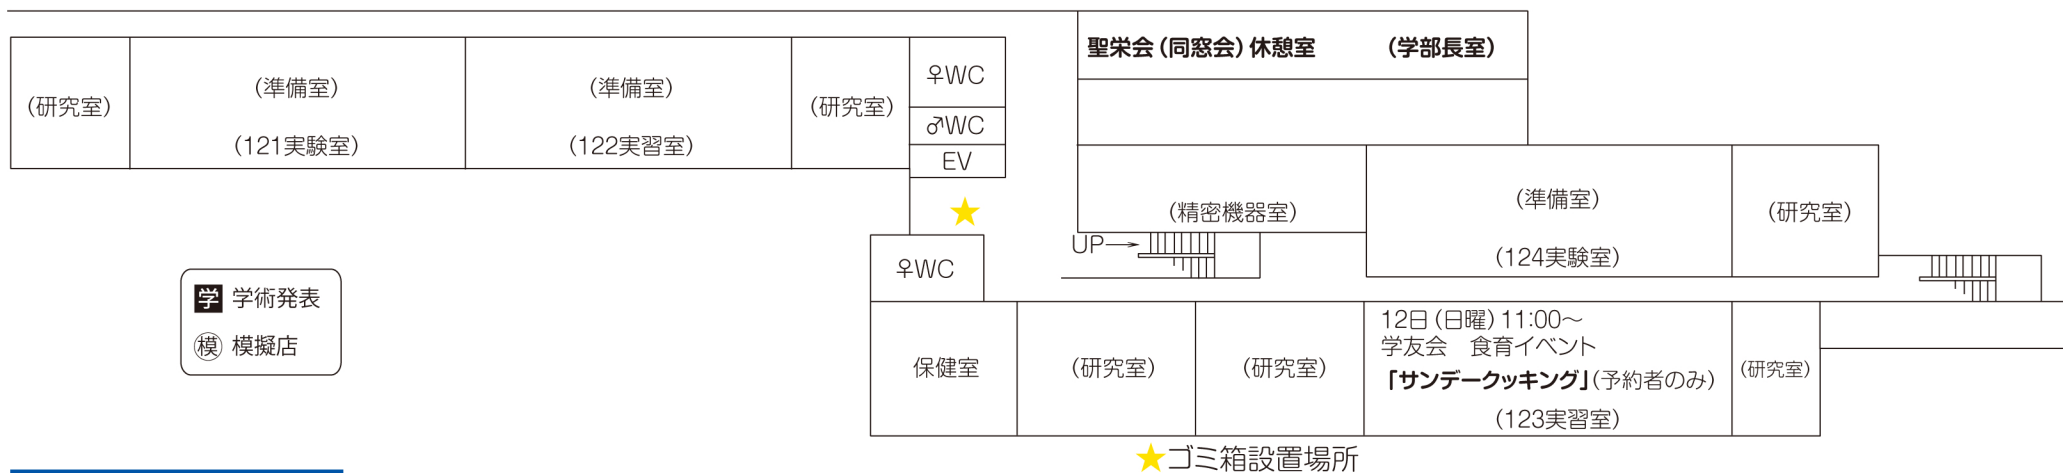 聖栄会（同窓会）休憩室　（学部長室）
（研究室）
（準備室）
（121実験室）
（準備室）
（122実習室）
（研究室）
♀WC
♂WC
EV
（精密機器室）
（準備室）
（124実験室）
（研究室）
UP→
♀WC
学 学術発表
模 模擬店
保健室
（研究室）
（研究室）
12日（日曜）11:00〜
学友会　食育イベント
「サンデークッキング」（予約者のみ）
（123実習室）
（研究室）
★ゴミ箱設置場所